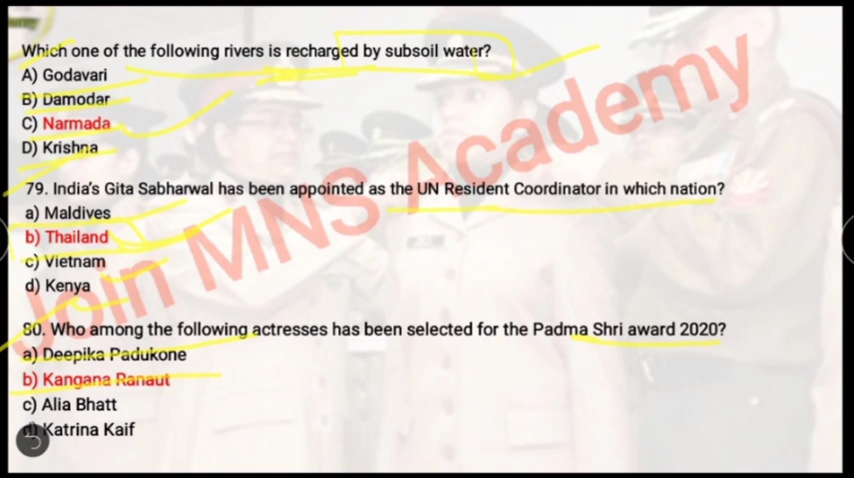 Which one of the following rivers is recharged by subsoil water?
A) Godavari
B) Damodar
C) Narmada
D) Krishna
79. India's Gita Sabharwal has been appointed as the UN Resident Coordinator in which nation?
a) Maldives
b) Thailand
c) Vietnam
d) Kenya
80. Who among the following actresses has been selected for the Padma Shri award 2020?
a) Deepika Padukone
b) Kangana Ranaut
c) Alia Bhatt
d) Katrina Kaif
Join MNS Academy